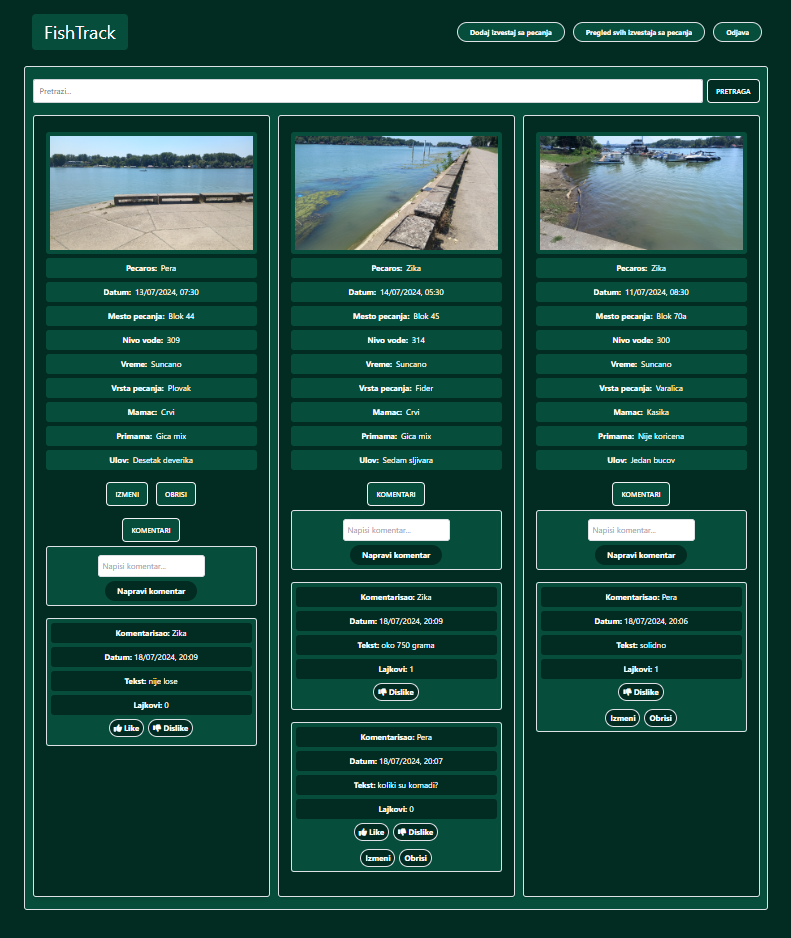 FishTrack
Dodaj izvestaj sa pecanja
Pregled svih izvestaja sa pecanja
Odjava
Pretrazi...
PRETRAGA
Pecaros: Pera
Datum: 13/07/2024, 07:30
Mesto pecanja: Blok 44
Nivo vode: 309
Vreme: Suncano
Vrsta pecanja: Plovak
Mamac: Crvi
Primama: Gica mix
Ulov: Desetak deverika
IZMENI
OBRISI
KOMENTARI
Napisi komentar...
Napravi komentar
Komentarisao: Zika
Datum: 18/07/2024, 20:09
Tekst: nije lose
Lajkovi: 0
Like
Dislike
Pecaros: Zika
Datum: 14/07/2024, 05:30
Mesto pecanja: Blok 45
Nivo vode: 314
Vreme: Suncano
Vrsta pecanja: Fider
Mamac: Crvi
Primama: Gica mix
Ulov: Sedam sljivara
KOMENTARI
Napisi komentar...
Napravi komentar
Komentarisao: Zika
Datum: 18/07/2024, 20:09
Tekst: oko 750 grama
Lajkovi: 1
Dislike
Komentarisao: Pera
Datum: 18/07/2024, 20:07
Tekst: koliki su komadi?
Lajkovi: 0
Like
Dislike
Izmeni
Obrisi
Pecaros: Zika
Datum: 11/07/2024, 08:30
Mesto pecanja: Blok 70a
Nivo vode: 300
Vreme: Suncano
Vrsta pecanja: Varalica
Mamac: Kasika
Primama: Nije koricena
Ulov: Jedan bucov
KOMENTARI
Napisi komentar...
Napravi komentar
Komentarisao: Pera
Datum: 18/07/2024, 20:06
Tekst: solidno
Lajkovi: 1
Dislike
Izmeni
Obrisi